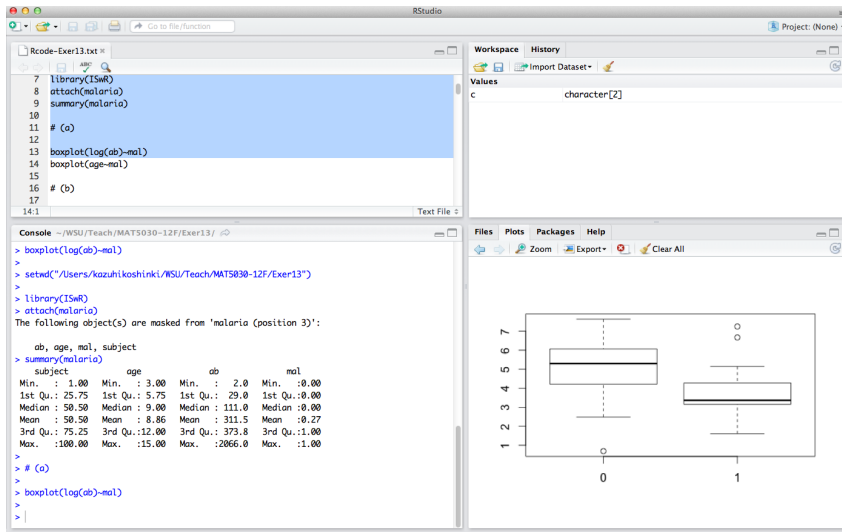 RStudio
Go to file/function
Project: (None)
Rcode-Exer13.txt
ABC
7 library(ISwR)
8 attach(malaria)
9 summary(malaria)
10
11 # (a)
12
13 boxplot(log(ab)~mal)
14 boxplot(age~mal)
15
16 # (b)
17
14:1 Text File
Workspace History
Import Dataset
Values
c character[2]
Console ~/WSU/Teach/MAT5030-12F/Exer13/
> boxplot(log(ab)~mal)
>
> setwd("/Users/kazuhikoshinki/WSU/Teach/MAT5030-12F/Exer13")
>
> library(ISwR)
> attach(malaria)
The following object(s) are masked from 'malaria (position 3)':
ab, age, mal, subject
> summary(malaria)
subject age ab mal
Min. : 1.00 Min. : 3.00 Min. : 2.0 Min. :0.00
1st Qu.: 25.75 1st Qu.: 5.75 1st Qu.: 29.0 1st Qu.:0.00
Median : 50.50 Median : 9.00 Median : 111.0 Median :0.00
Mean : 50.50 Mean : 8.86 Mean : 311.5 Mean :0.27
3rd Qu.: 75.25 3rd Qu.:12.00 3rd Qu.: 373.8 3rd Qu.:1.00
Max. :100.00 Max. :15.00 Max. :2066.0 Max. :1.00
>
> # (a)
>
> boxplot(log(ab)~mal)
>
>
Files Plots Packages Help
Zoom Export Clear All
7
6
5
4
3
2
1
0 1